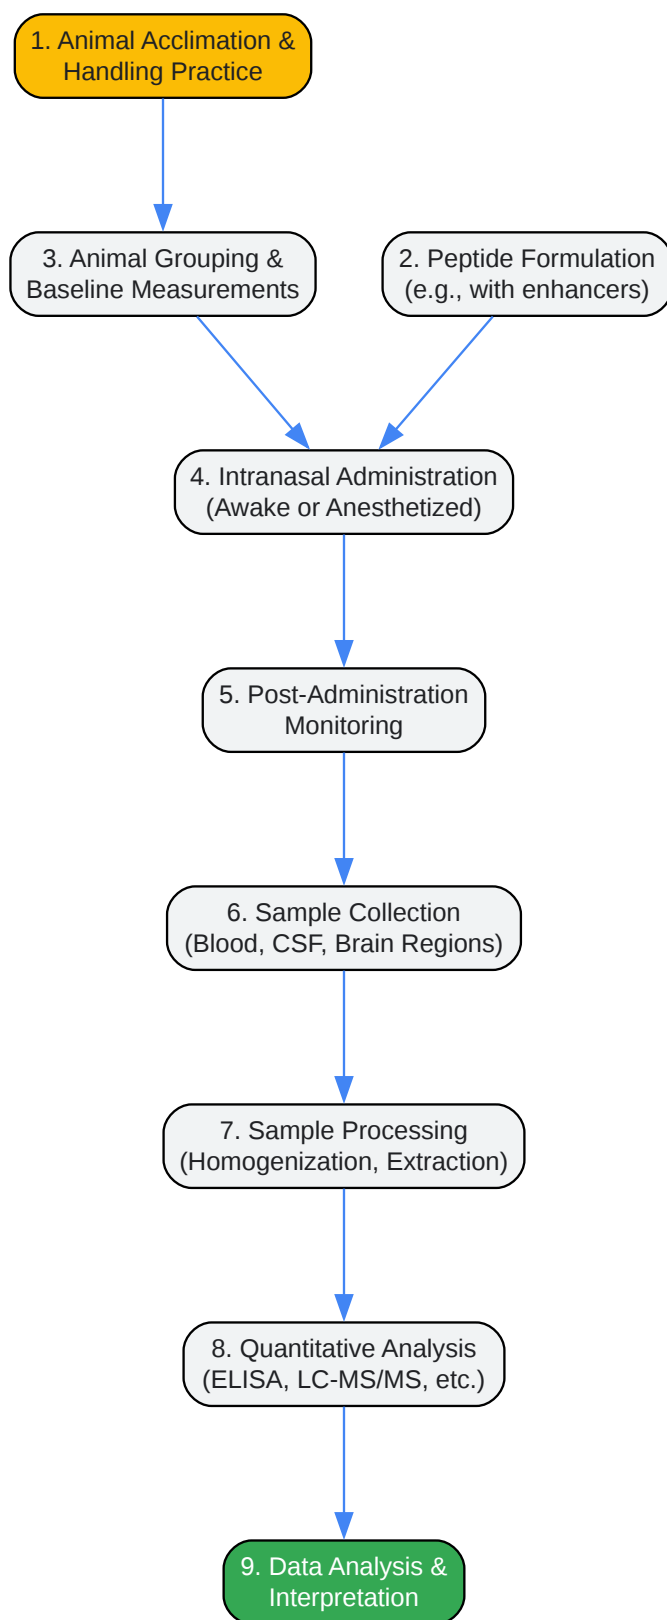 1. Animal Acclimation &
Handling Practice
3. Animal Grouping &
Baseline Measurements
2. Peptide Formulation
(e.g., with enhancers)
4. Intranasal Administration
(Awake or Anesthetized)
5. Post-Administration
Monitoring
6. Sample Collection
(Blood, CSF, Brain Regions)
7. Sample Processing
(Homogenization, Extraction)
8. Quantitative Analysis
(ELISA, LC-MS/MS, etc.)
9. Data Analysis &
Interpretation